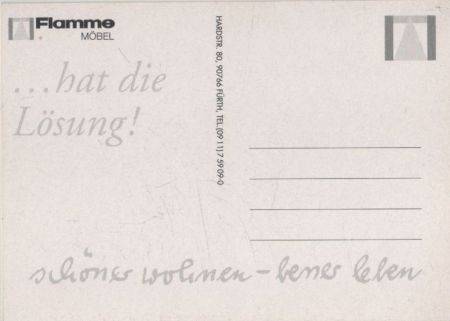 Flamme
MÖBEL
...hat die
Lösung!
HARDSTR. 80, 90766 FÜRTH, TEL.(09 11)7 59 09-0
schöner wohnen – besser leben